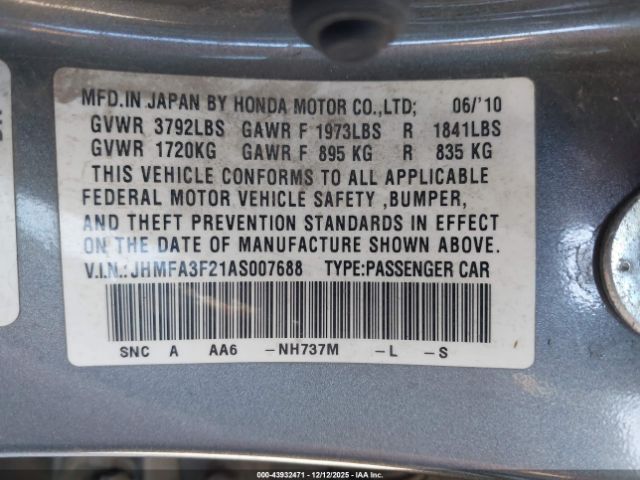 MFD.IN JAPAN BY HONDA MOTOR CO.,LTD; 06/'10
GVWR 3792LBS GAWR F 1973LBS R 1841LBS
GVWR 1720KG GAWR F 895 KG R 835 KG
THIS VEHICLE CONFORMS TO ALL APPLICABLE
FEDERAL MOTOR VEHICLE SAFETY ,BUMPER,
AND THEFT PREVENTION STANDARDS IN EFFECT
ON THE DATE OF MANUFACTURE SHOWN ABOVE.
V.I.N.:JHMFA3F21AS007688 TYPE:PASSENGER CAR
SNC A AA6 -NH737M -L -S
000-43932471 - 12/12/2025 - IAA Inc.